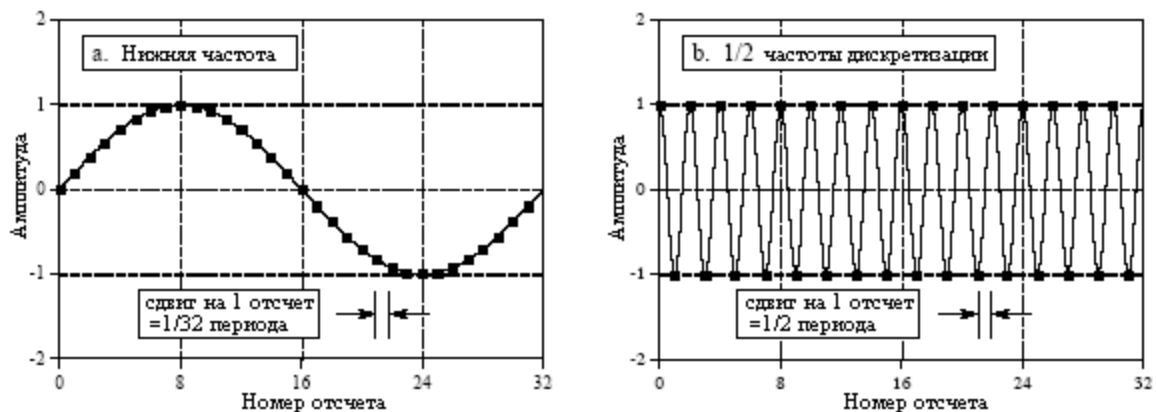 2
1
0
-1
-2
Амплитуда
a. Нижняя частота
сдвиг на 1 отсчет
=1/32 периода
0
8
16
24
32
Номер отсчета
2
1
0
-1
-2
Амплитуда
b. 1/2 частоты дискретизации
сдвиг на 1 отсчет
=1/2 периода
0
8
16
24
32
Номер отсчета